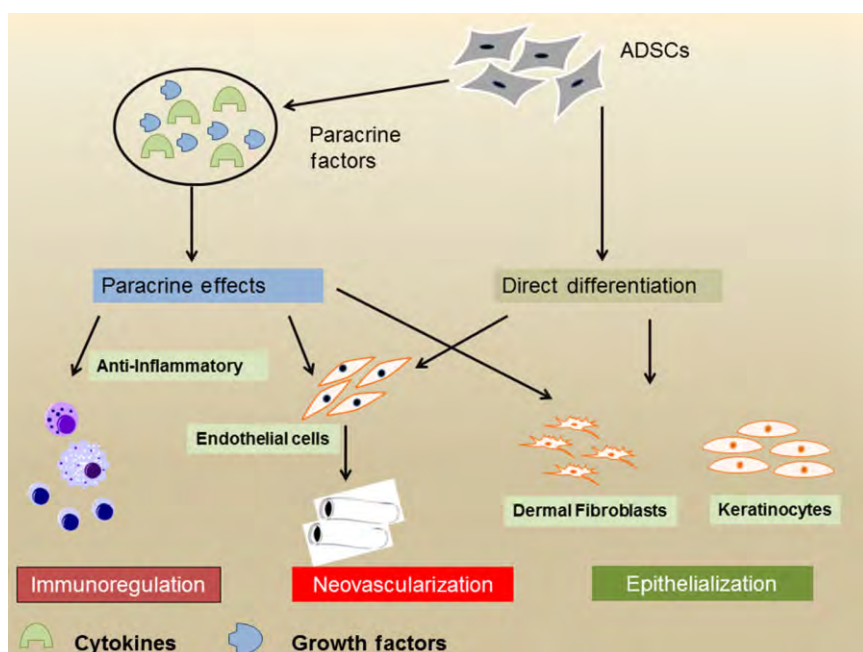 ADSCs
Paracrine
factors
Paracrine effects
Direct differentiation
Anti-Inflammatory
Endothelial cells
Dermal Fibroblasts
Keratinocytes
Immunoregulation
Neovascularization
Epithelialization
Cytokines
Growth factors